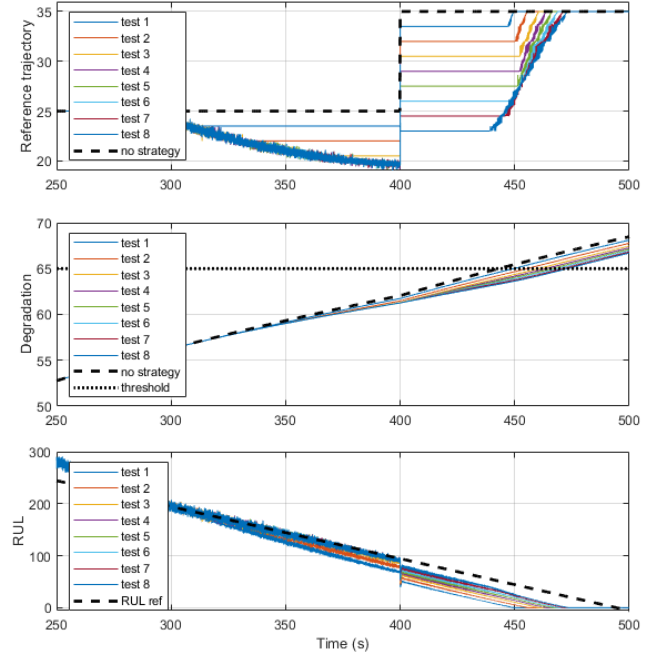 Reference trajectory
35
30
25
20
test 1
test 2
test 3
test 4
test 5
test 6
test 7
test 8
no strategy
250
300
350
400
450
500
Degradation
70
65
60
55
50
test 1
test 2
test 3
test 4
test 5
test 6
test 7
test 8
no strategy
threshold
250
300
350
400
450
500
RUL
300
200
100
0
test 1
test 2
test 3
test 4
test 5
test 6
test 7
test 8
RUL ref
250
300
350
400
450
500
Time (s)